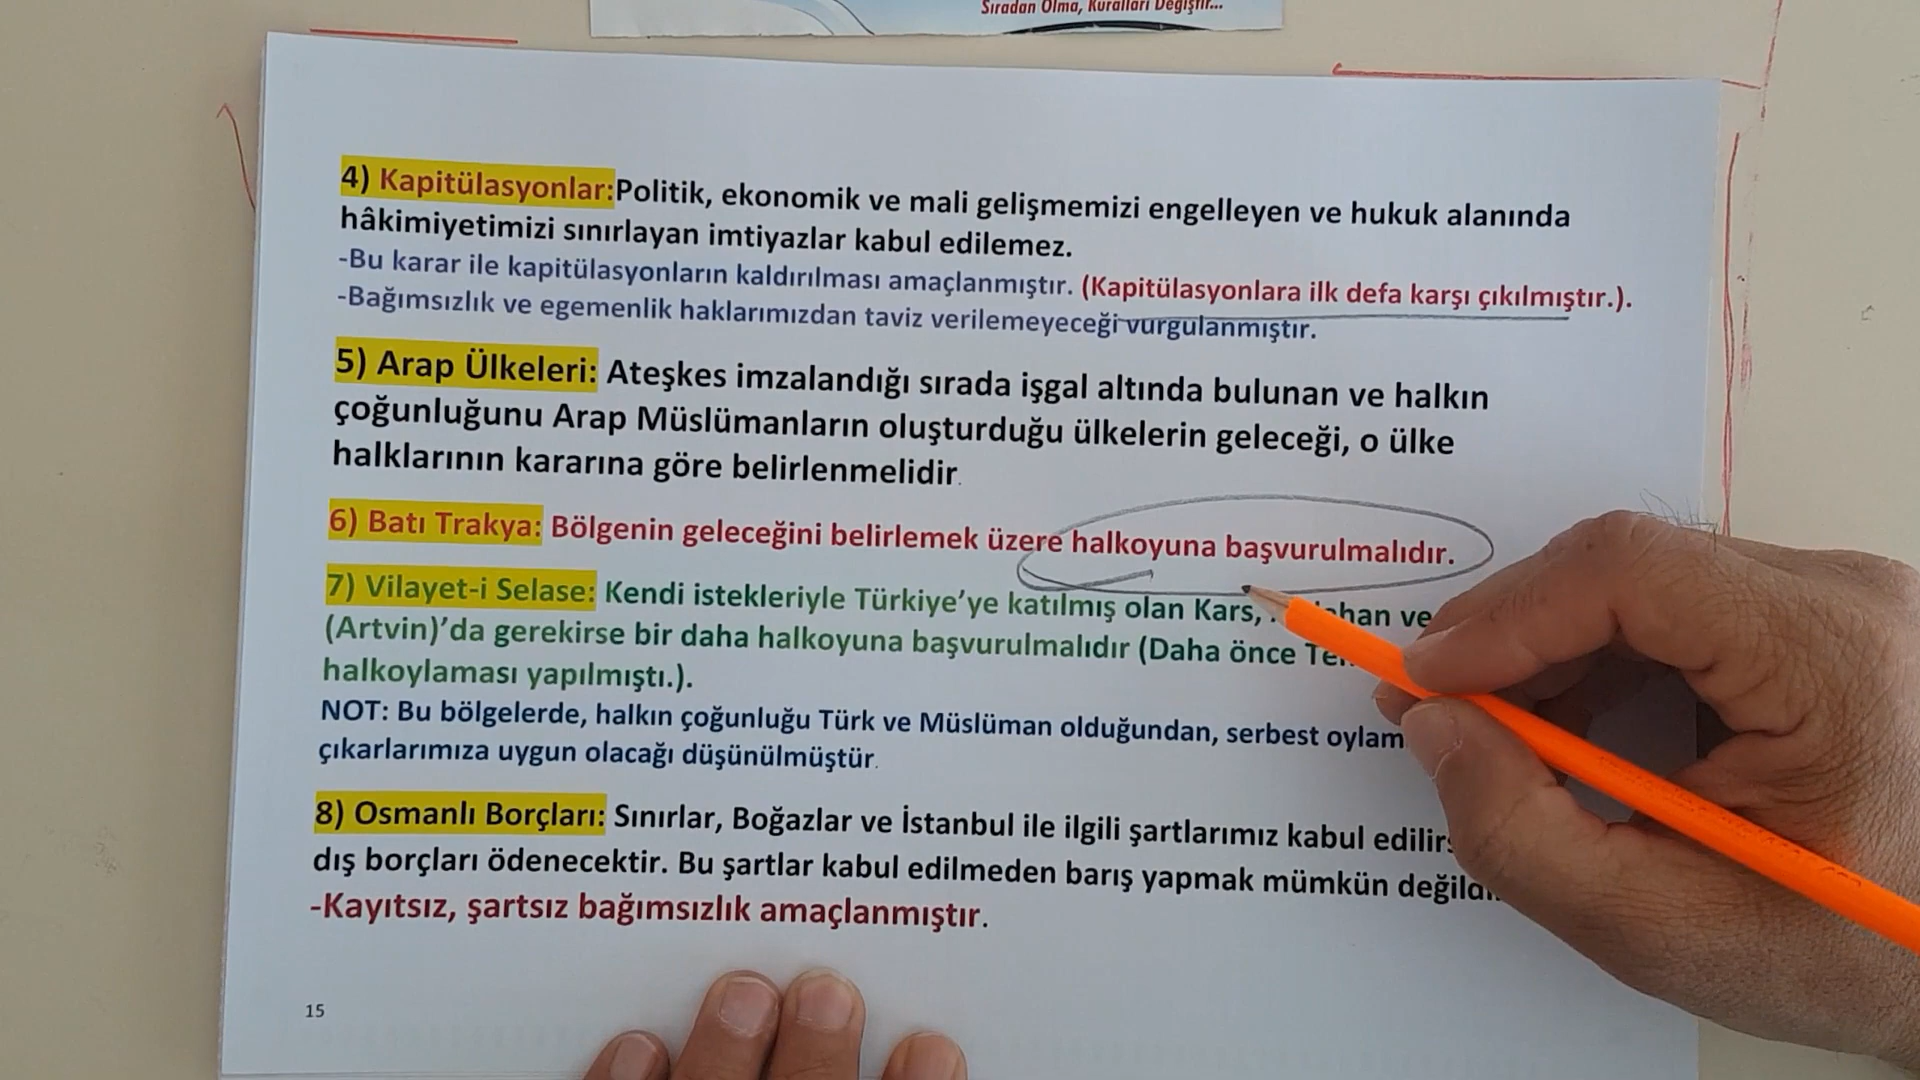 Sıradan Olma, Kuralları Değiştir...
4) Kapitülasyonlar:Politik, ekonomik ve mali gelişmemizi engelleyen ve hukuk alanında
hâkimiyetimizi sınırlayan imtiyazlar kabul edilemez.
-Bu karar ile kapitülasyonların kaldırılması amaçlanmıştır. (Kapitülasyonlara ilk defa karşı çıkılmıştır.).
-Bağımsızlık ve egemenlik haklarımızdan taviz verilemeyeceği vurgulanmıştır.
5) Arap Ülkeleri: Ateşkes imzalandığı sırada işgal altında bulunan ve halkın
çoğunluğunu Arap Müslümanların oluşturduğu ülkelerin geleceği, o ülke
halklarının kararına göre belirlenmelidir.
6) Batı Trakya: Bölgenin geleceğini belirlemek üzere halkoyuna başvurulmalıdır.
7) Vilayet-i Selase: Kendi istekleriyle Türkiye’ye katılmış olan Kars, ve
(Artvin)’da gerekirse bir daha halkoyuna başvurulmalıdır (Daha önce
halkoylaması yapılmıştı.).
NOT: Bu bölgelerde, halkın çoğunluğu Türk ve Müslüman olduğundan, serbest
çıkarlarımıza uygun olacağı düşünülmüştür.
8) Osmanlı Borçları: Sınırlar, Boğazlar ve İstanbul ile ilgili şartlarımız kabul
dış borçları ödenecektir. Bu şartlar kabul edilmeden barış yapmak mümkün
-Kayıtsız, şartsız bağımsızlık amaçlanmıştır.
15